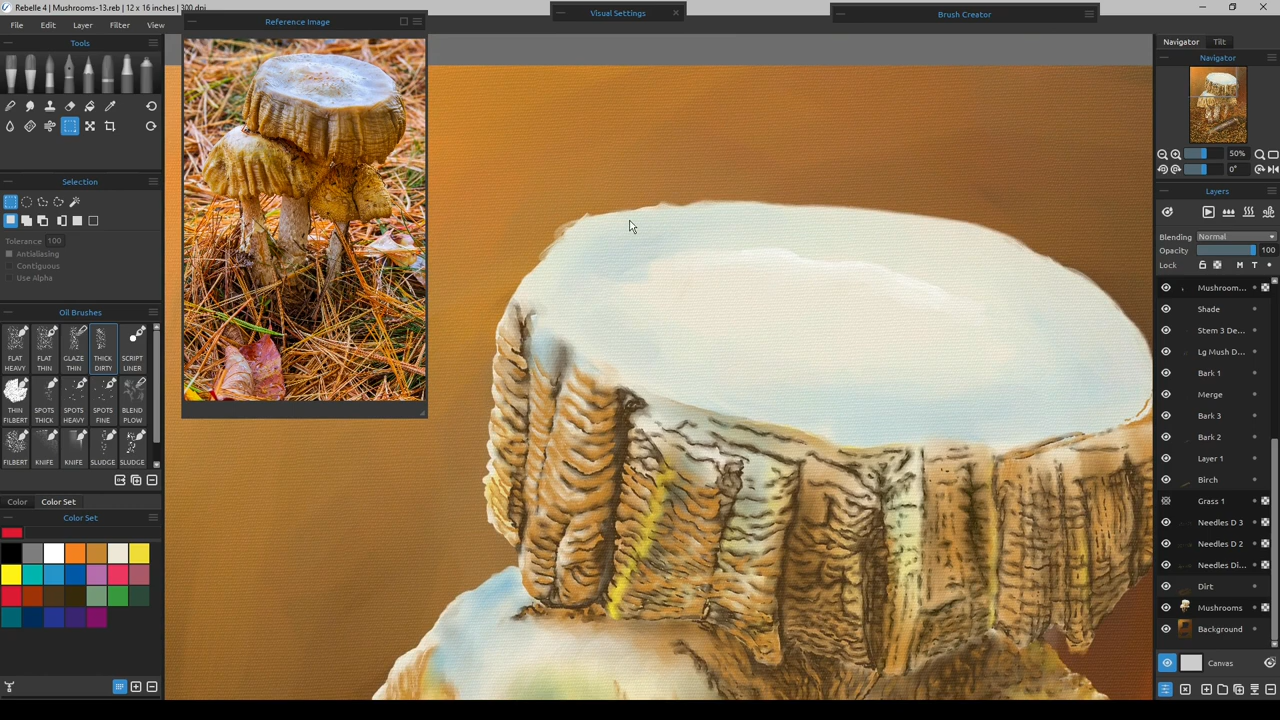 Rebelle 4 | Mushrooms-13.reb | 12 x 16 inches | 300 dpi
File Edit Layer Filter View
Reference Image
Visual Settings
Brush Creator
Tools
Selection
Tolerance 100
Antialiasing
Contiguous
Use Alpha
Oil Brushes
FLAT HEAVY
FLAT THIN
GLAZE THIN
THICK DIRTY
SCRIPT LINER
THIN FILBERT
SPOTS THICK
SPOTS HEAVY
SPOTS FINE
BLEND PLOW
FILBERT
KNIFE
KNIFE
SLUDGE
SLUDGE
Color Color Set
Color Set
Navigator Tilt
Navigator
50%
0°
Layers
Blending Normal
Opacity 100
Lock M T
Mushroom...
Shade
Stem 3 De...
Lg Mush D...
Bark 1
Merge
Bark 3
Bark 2
Layer 1
Birch
Grass 1
Needles D 3
Needles D 2
Needles Di...
Dirt
Mushrooms
Background
Canvas